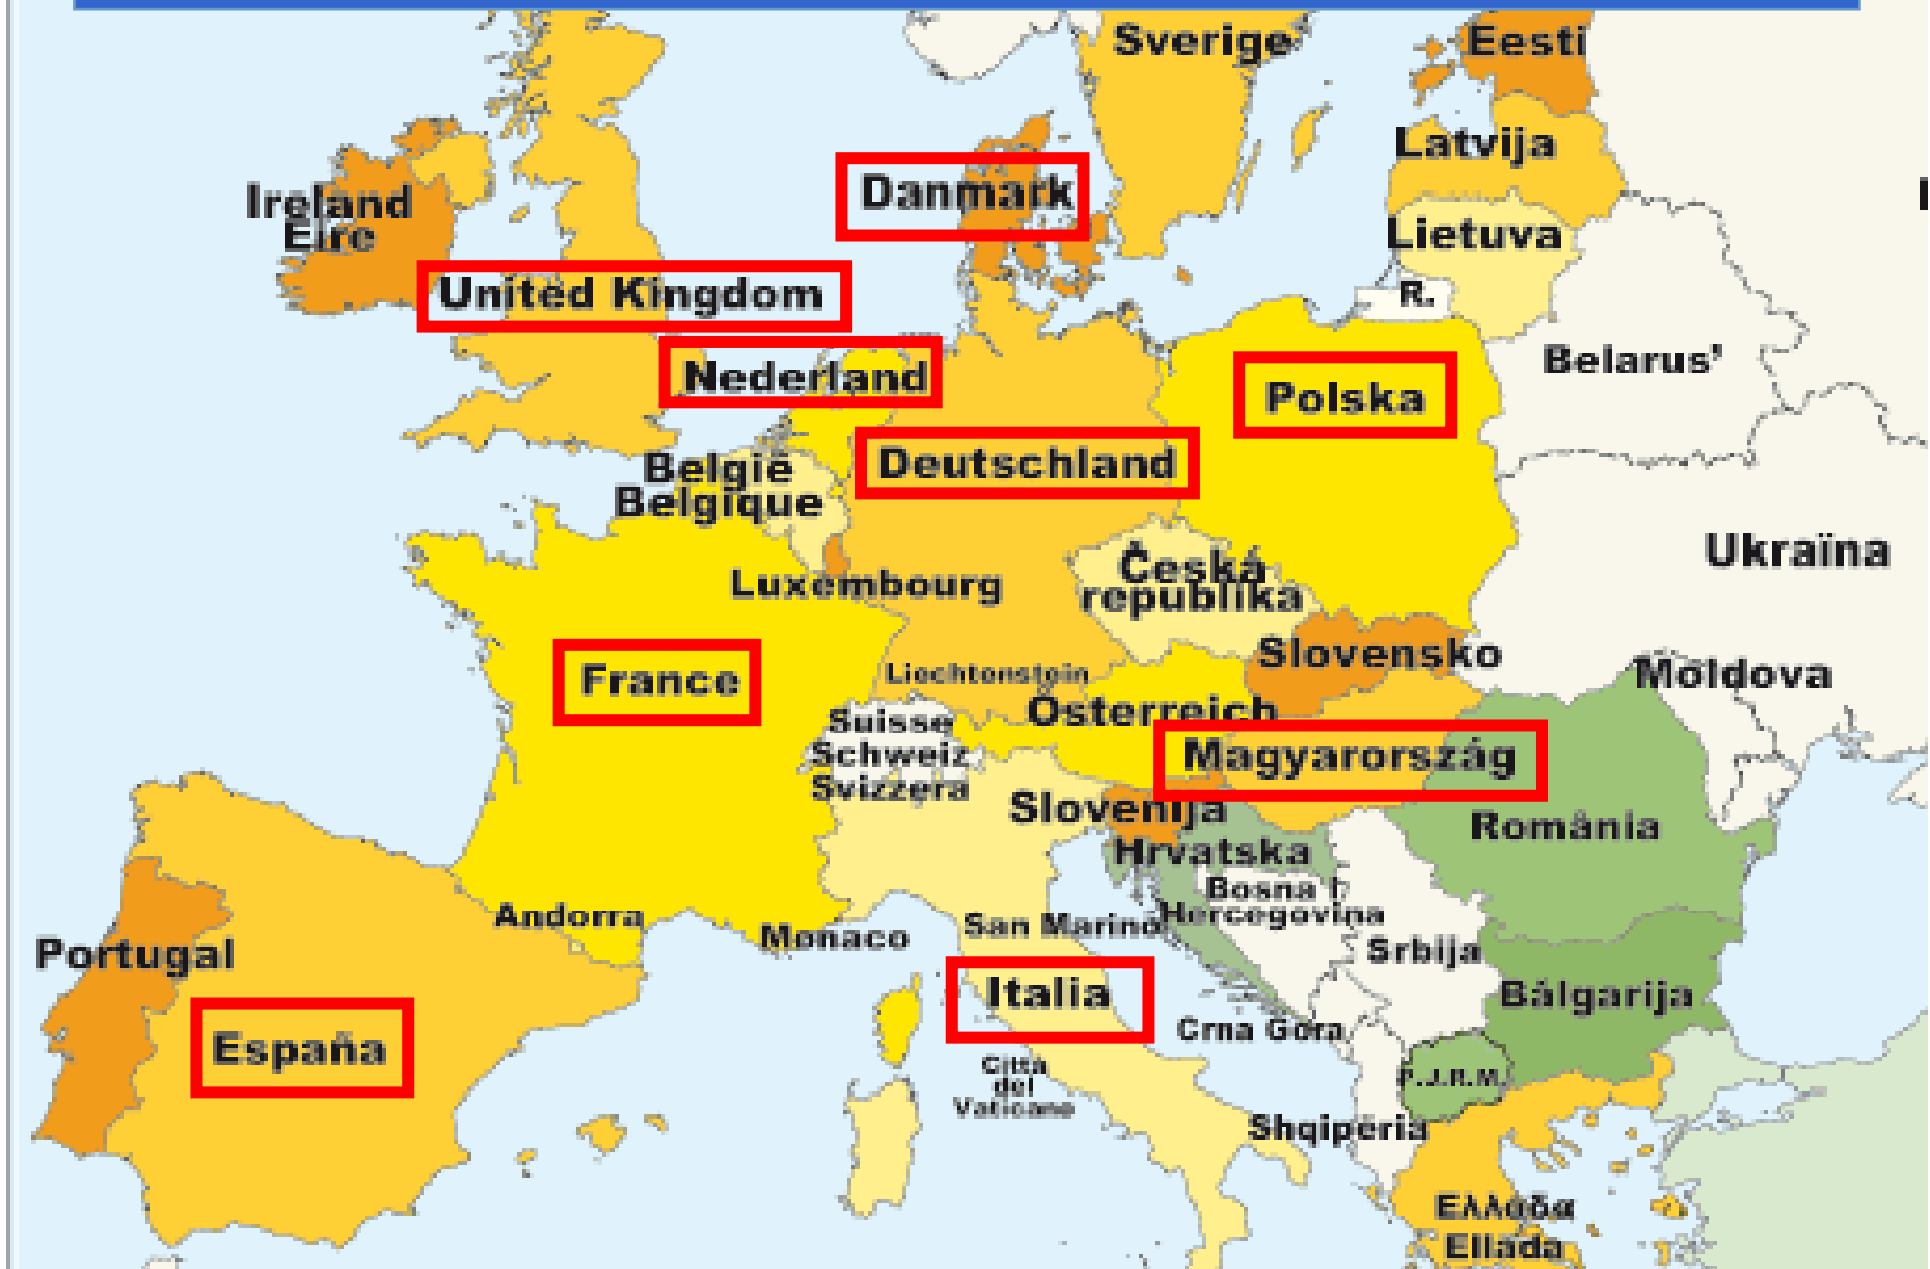 Sverige
Eesti
Latvija
Ireland
Eire
Danmark
Lietuva
United Kingdom
R.
Nederland
Belarus'
Polska
België
Belgique
Deutschland
Ukraïna
Luxembourg
Česká
republika
France
Liechtenstein
Slovensko
Moldova
Suisse
Schweiz
Svizzera
Österreich
Magyarország
Slovenija
România
Hrvatska
Bosna i
Hercegovina
Andorra
Monaco
San Marino
Srbija
Portugal
Italia
Bálgarija
España
Crna Gora
Città
del
Vaticano
F.J.R.M.
Shqipëria
Ελλαδα
Ellada